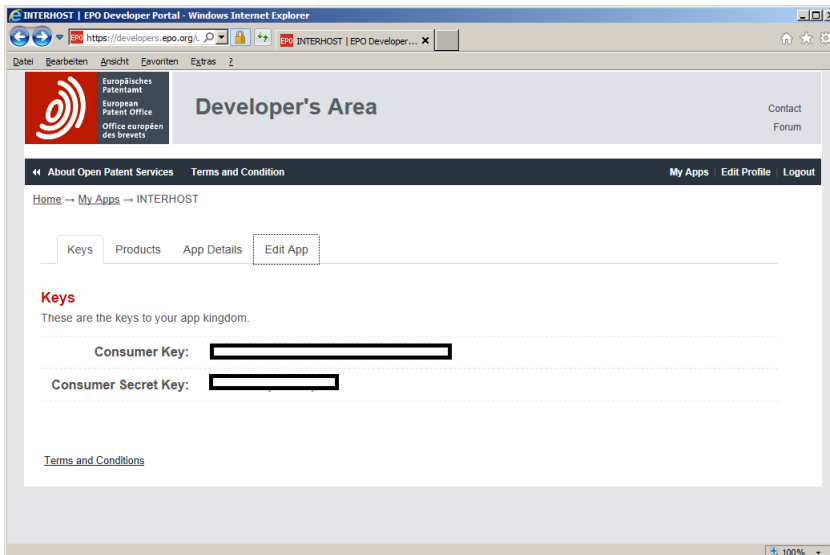 INTERHOST | EPO Developer Portal - Windows Internet Explorer
EPO https://developers.epo.org/
EPO INTERHOST | EPO Developer...
Datei Bearbeiten Ansicht Favoriten Extras ?
Europäisches
Patentamt
European
Patent Office
Office européen
des brevets
Developer's Area
Contact
Forum
About Open Patent Services Terms and Condition My Apps | Edit Profile | Logout
Home → My Apps → INTERHOST
Keys Products App Details Edit App
Keys
These are the keys to your app kingdom.
Consumer Key:
Consumer Secret Key:
Terms and Conditions
100%